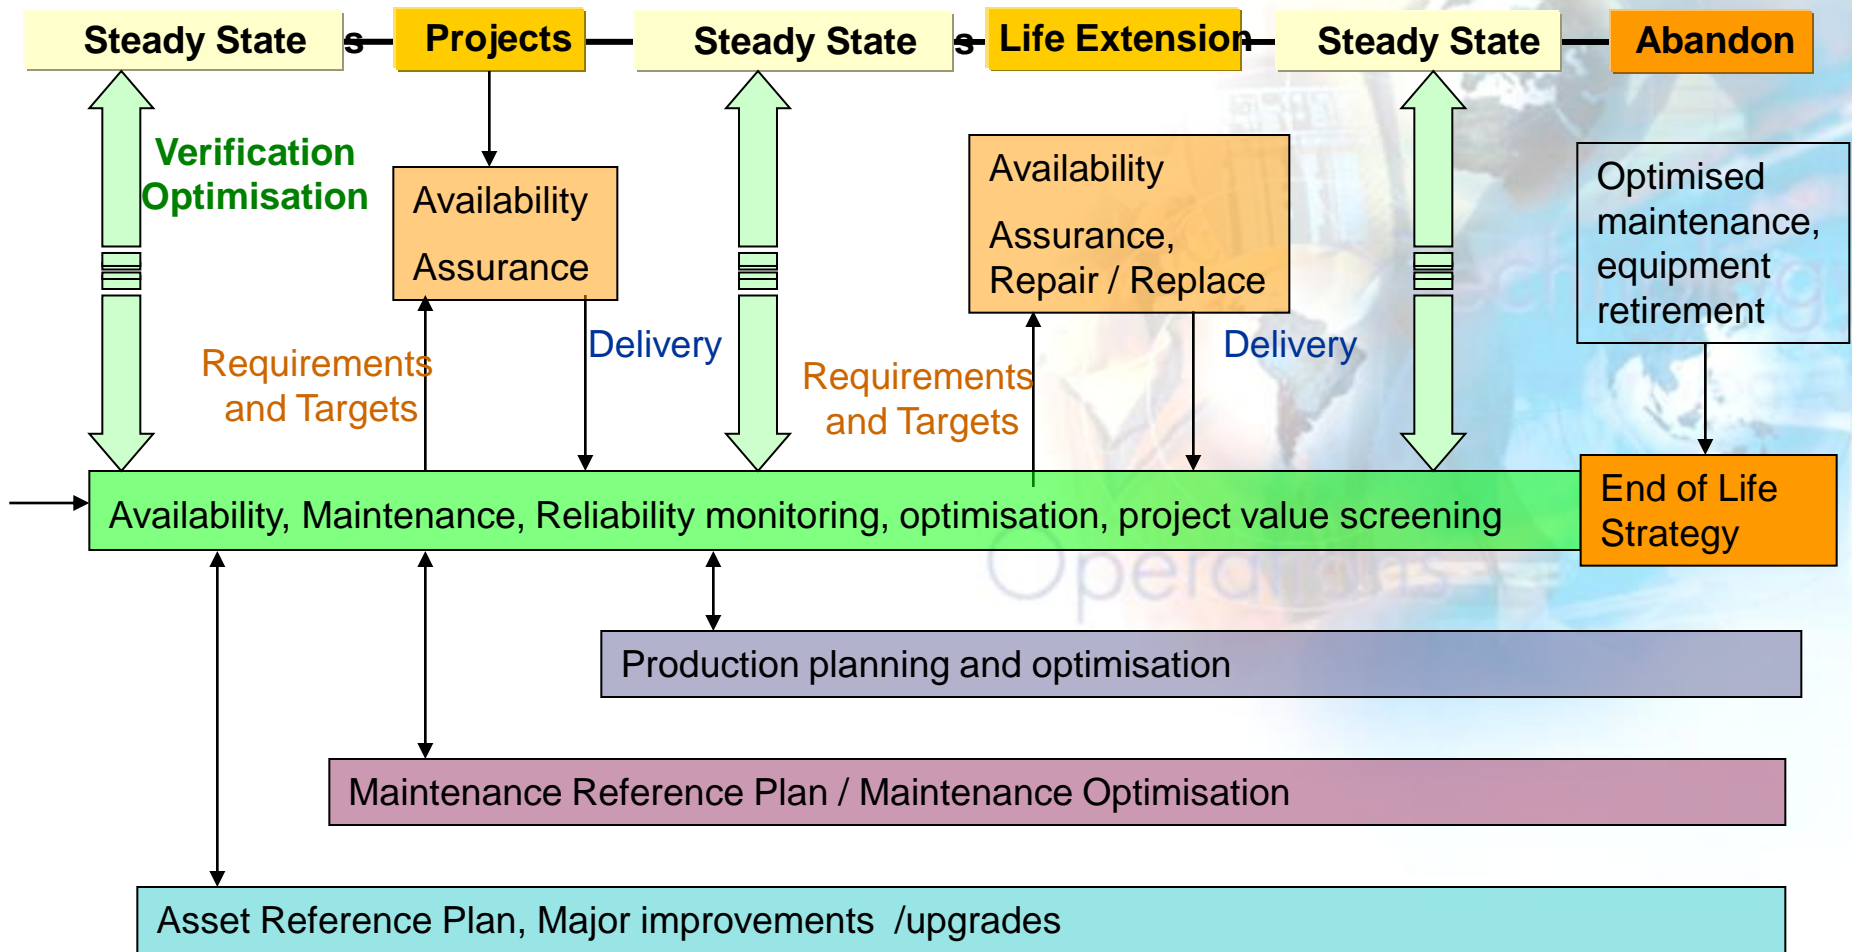 Steady State s Projects Steady State s Life Extension Steady State Abandon
Verification
Optimisation
Availability
Assurance
Availability
Assurance,
Repair / Replace
Optimised
maintenance,
equipment
retirement
Requirements
and Targets
Delivery
Requirements
and Targets
Delivery
Availability, Maintenance, Reliability monitoring, optimisation, project value screening
End of Life
Strategy
Operations
Production planning and optimisation
Maintenance Reference Plan / Maintenance Optimisation
Asset Reference Plan, Major improvements /upgrades